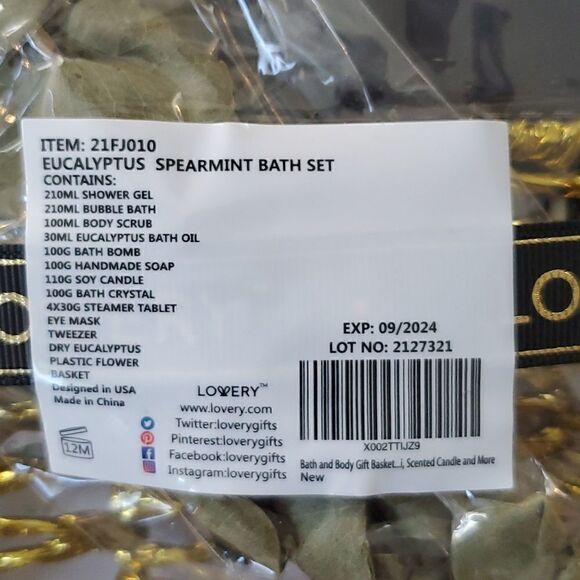 ITEM: 21FJ010
EUCALYPTUS SPEARMINT BATH SET
CONTAINS:
210ML SHOWER GEL
210ML BUBBLE BATH
100ML BODY SCRUB
30ML EUCALYPTUS BATH OIL
100G BATH BOMB
100G HANDMADE SOAP
110G SOY CANDLE
100G BATH CRYSTAL
4X30G STEAMER TABLET
EYE MASK
TWEEZER
DRY EUCALYPTUS
PLASTIC FLOWER
BASKET
Designed in USA
Made in China
12M
LOVERY™
www.lovery.com
Twitter:loverygifts
Pinterest:loverygifts
Facebook:loverygifts
Instagram:loverygifts
EXP: 09/2024
LOT NO: 2127321
X002TTIJZ9
Bath and Body Gift Basket...i, Scented Candle and More
New
LO